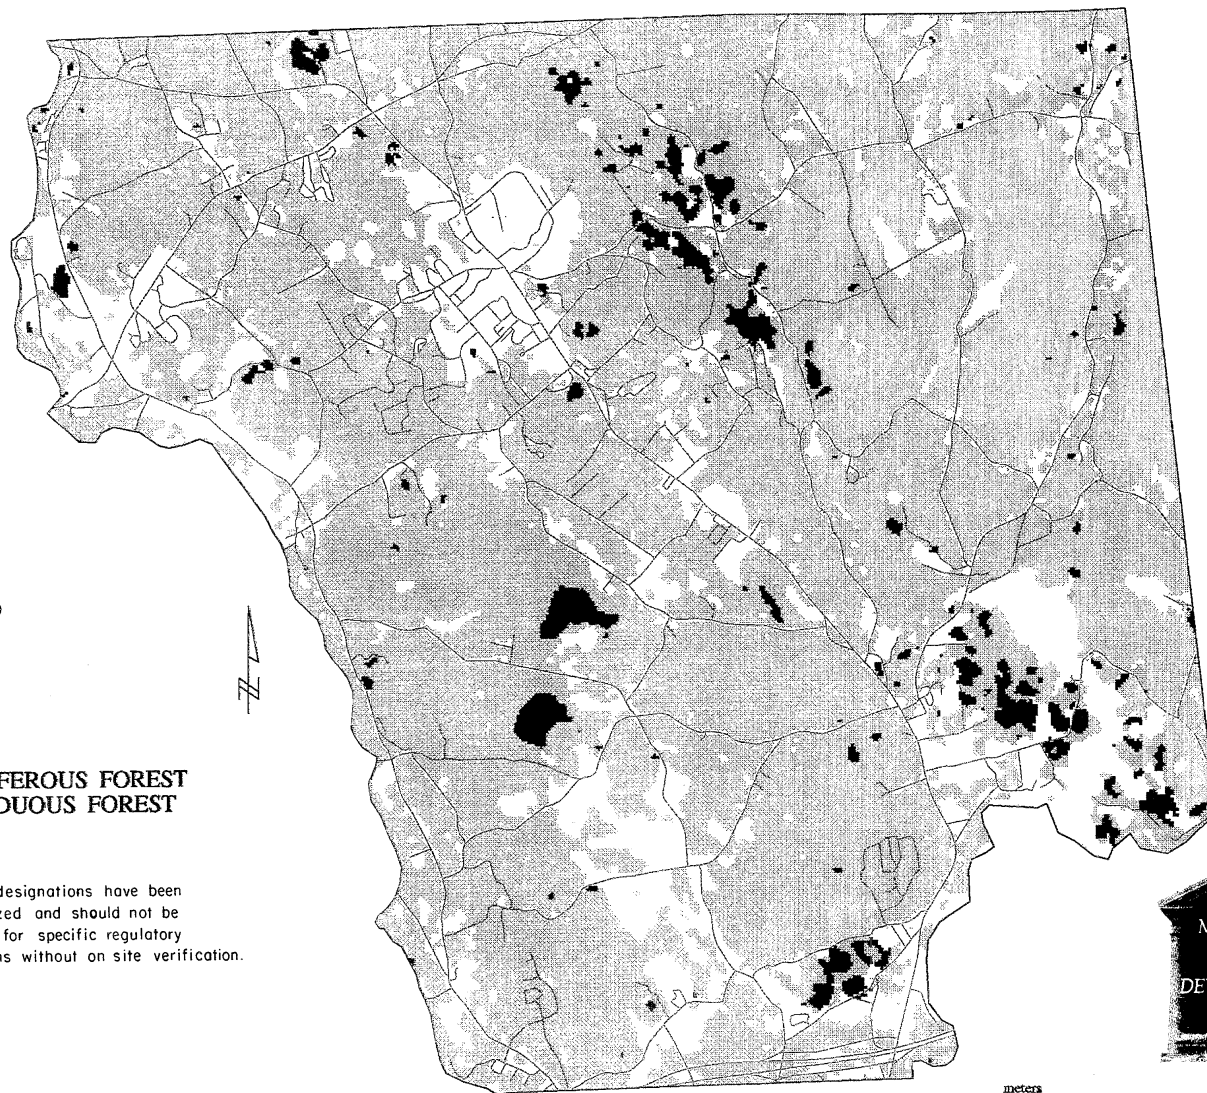 FEROUS FOREST
DUOUS FOREST
designations have been
zed and should not be
for specific regulatory
ns without on site verification.
N
M
DE
meters